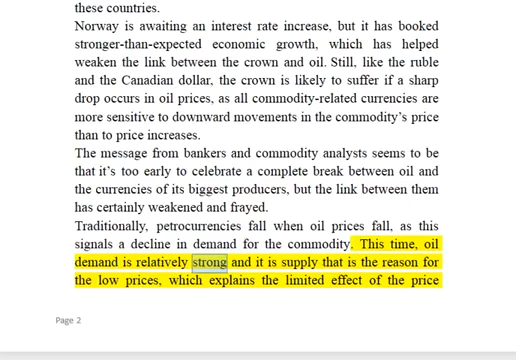 these countries.
Norway is awaiting an interest rate increase, but it has booked
stronger-than-expected economic growth, which has helped
weaken the link between the crown and oil. Still, like the ruble
and the Canadian dollar, the crown is likely to suffer if a sharp
drop occurs in oil prices, as all commodity-related currencies are
more sensitive to downward movements in the commodity's price
than to price increases.
The message from bankers and commodity analysts seems to be
that it's too early to celebrate a complete break between oil and
the currencies of its biggest producers, but the link between them
has certainly weakened and frayed.
Traditionally, petrocurrencies fall when oil prices fall, as this
signals a decline in demand for the commodity. This time, oil
demand is relatively strong and it is supply that is the reason for
the low prices, which explains the limited effect of the price
Page 2